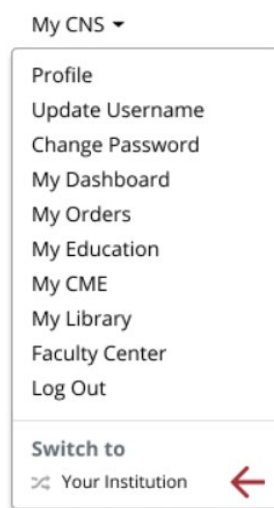 My CNS
Profile
Update Username
Change Password
My Dashboard
My Orders
My Education
My CME
My Library
Faculty Center
Log Out
Switch to
Your Institution